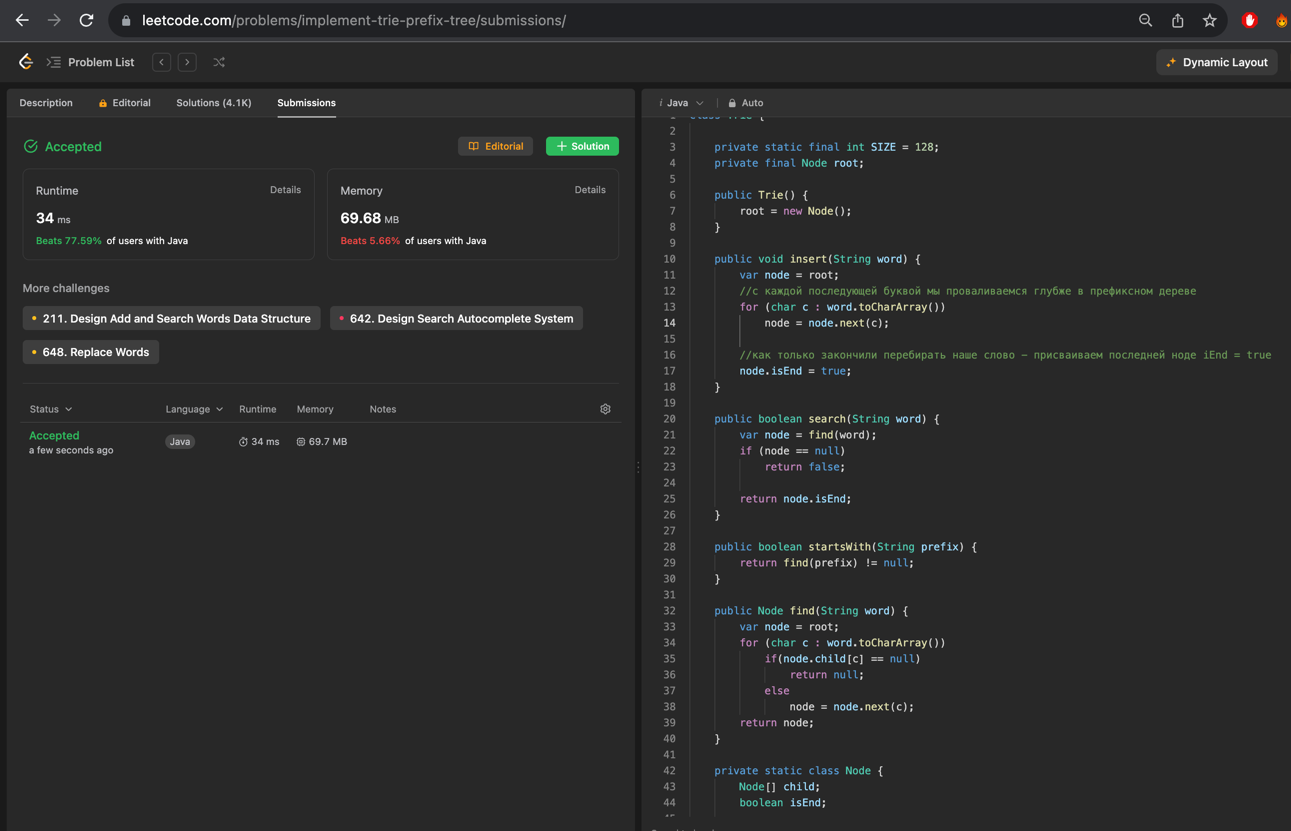 leetcode.com/problems/implement-trie-prefix-tree/submissions/
Problem List
Dynamic Layout
Description Editorial Solutions (4.1K) Submissions
Accepted
Editorial
Solution
Runtime Details
34 ms
Beats 77.59% of users with Java
Memory Details
69.68 MB
Beats 5.66% of users with Java
More challenges
211. Design Add and Search Words Data Structure
642. Design Search Autocomplete System
648. Replace Words
Status Language Runtime Memory Notes
Accepted
a few seconds ago
Java
34 ms
69.7 MB
i Java Auto
1 class Trie {
2
3 private static final int SIZE = 128;
4 private final Node root;
5
6 public Trie() {
7 root = new Node();
8 }
9
10 public void insert(String word) {
11 var node = root;
12 //с каждой последующей буквой мы проваливаемся глубже в префиксном дереве
13 for (char c : word.toCharArray())
14 node = node.next(c);
15
16 //как только закончили перебирать наше слово – присваиваем последней ноде iEnd = true
17 node.isEnd = true;
18 }
19
20 public boolean search(String word) {
21 var node = find(word);
22 if (node == null)
23 return false;
24
25 return node.isEnd;
26 }
27
28 public boolean startsWith(String prefix) {
29 return find(prefix) != null;
30 }
31
32 public Node find(String word) {
33 var node = root;
34 for (char c : word.toCharArray())
35 if(node.child[c] == null)
36 return null;
37 else
38 node = node.next(c);
39 return node;
40 }
41
42 private static class Node {
43 Node[] child;
44 boolean isEnd;